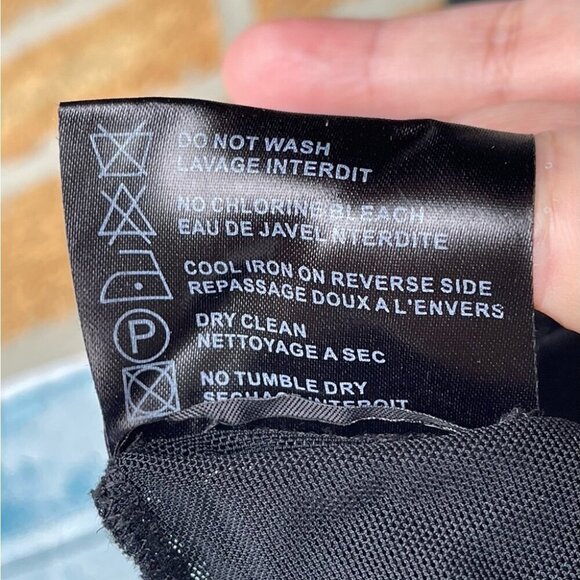 DO NOT WASH
LAVAGE INTERDIT
NO CHLORINE BLEACH
EAU DE JAVEL INTERDITE
COOL IRON ON REVERSE SIDE
REPASSAGE DOUX A L'ENVERS
P
DRY CLEAN
NETTOYAGE A SEC
NO TUMBLE DRY